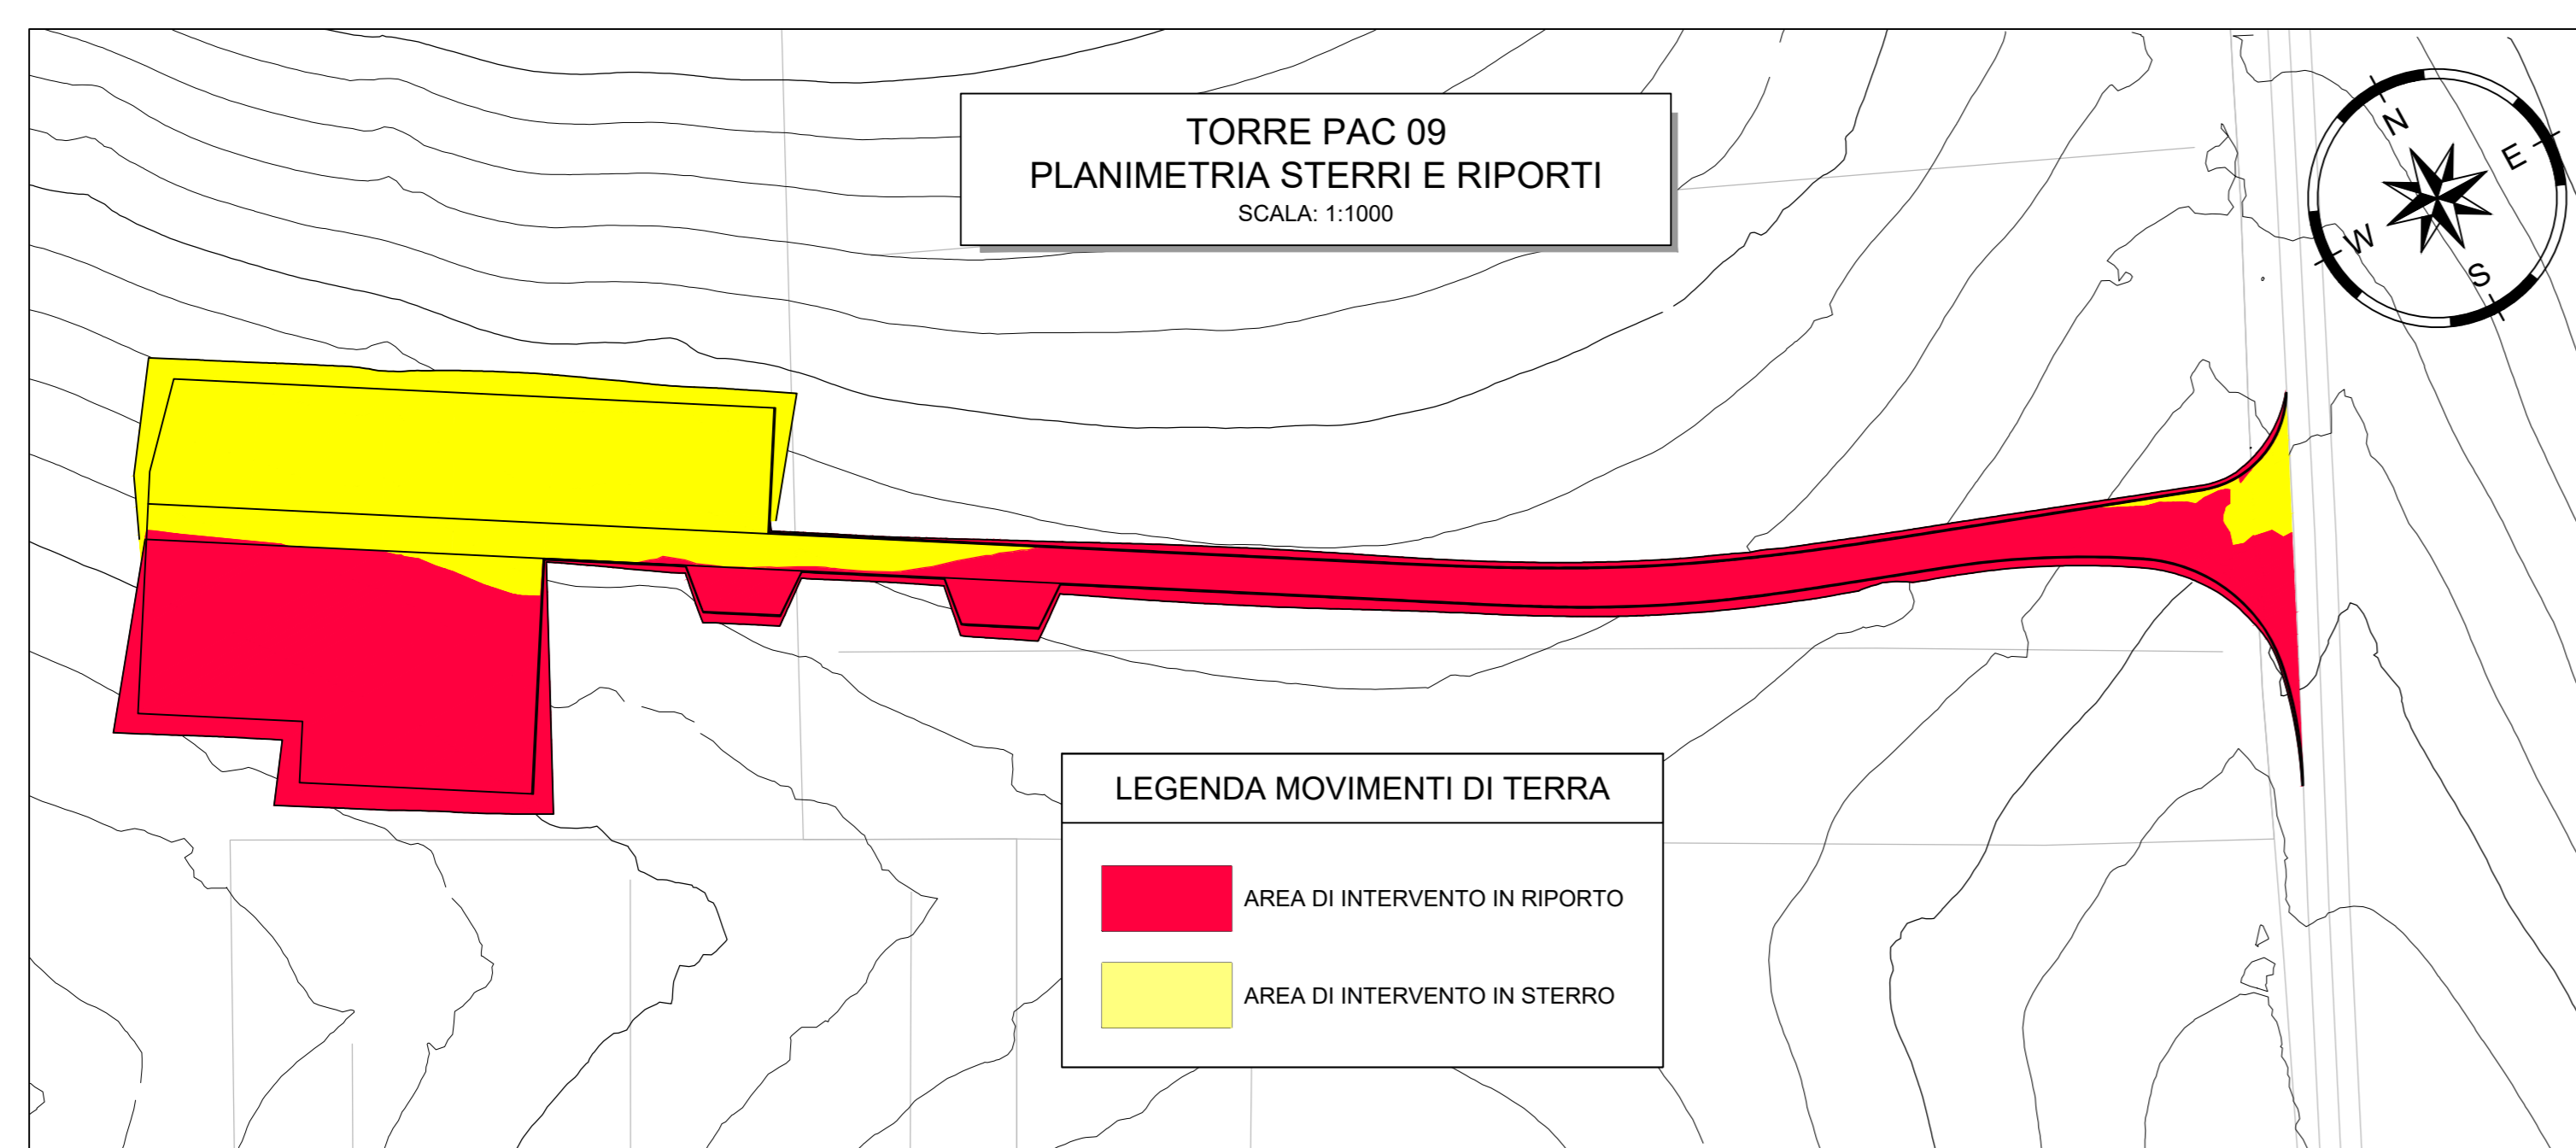 TORRE PAC 09
PLANIMETRIA STERRI E RIPORTI
SCALA: 1:1000
N
E
W
S
LEGENDA MOVIMENTI DI TERRA
AREA DI INTERVENTO IN RIPORTO
AREA DI INTERVENTO IN STERRO